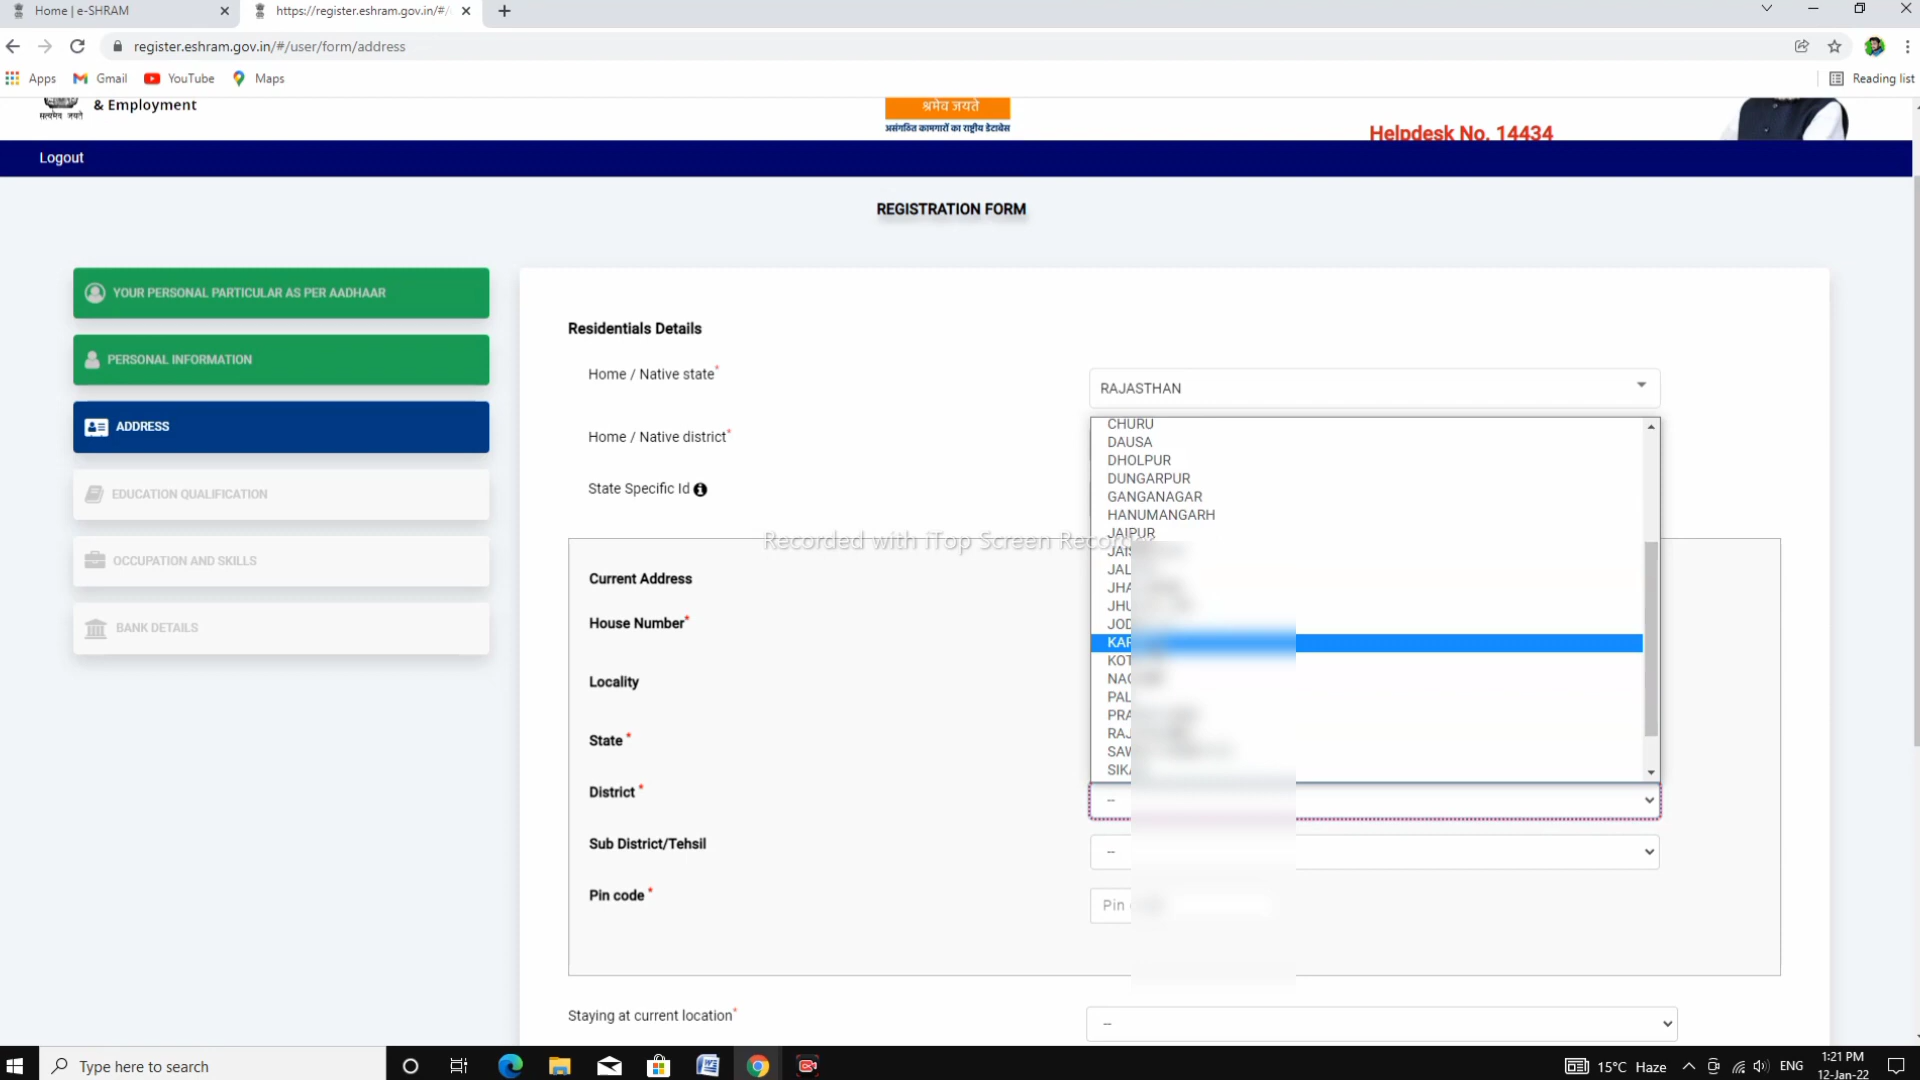 Home | e-SHRAM
https://register.eshram.gov.in/#/
register.eshram.gov.in/#/user/form/address
Apps
Gmail
YouTube
Maps
Reading list
सत्यमेव जयते
& Employment
श्रमेव जयते
असंगठित कामगारों का राष्ट्रीय डेटाबेस
Helpdesk No. 14434
Logout
REGISTRATION FORM
YOUR PERSONAL PARTICULAR AS PER AADHAAR
PERSONAL INFORMATION
ADDRESS
EDUCATION QUALIFICATION
OCCUPATION AND SKILLS
BANK DETAILS
Residentials Details
Home / Native state*
RAJASTHAN
Home / Native district*
State Specific Id
CHURU
DAUSA
DHOLPUR
DUNGARPUR
GANGANAGAR
HANUMANGARH
JAIPUR
Recorded with iTop Screen Recorder
Current Address
House Number*
Locality
State *
District *
--
Sub District/Tehsil
--
Pin code *
Pin
Staying at current location*
--
Type here to search
15°C Haze
ENG
1:21 PM
12-Jan-22